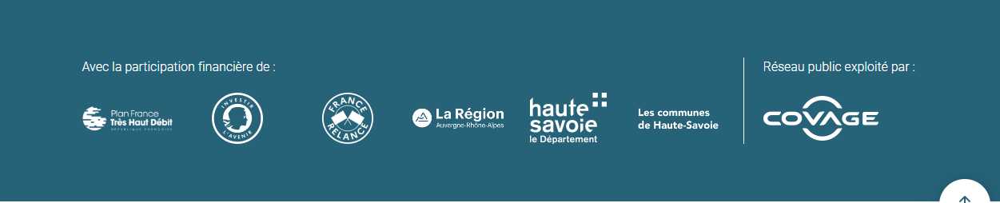 Avec la participation financière de :
Réseau public exploité par :
Plan France
Très Haut Débit
RÉPUBLIQUE FRANÇAISE
INVESTIR
L'AVENIR
FRANCE
RELANCE
La Région
Auvergne-Rhône-Alpes
haute
savoie
le Département
Les communes
de Haute-Savoie
COVAGE